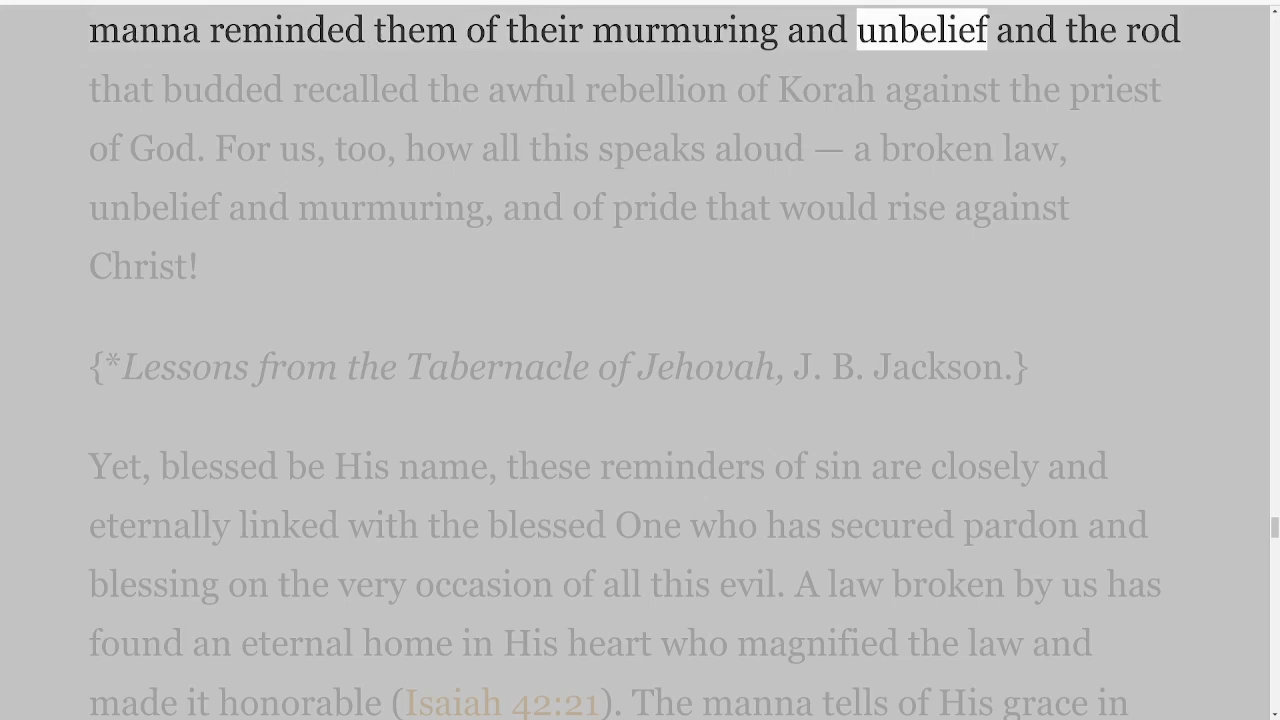 manna reminded them of their murmuring and unbelief and the rod
that budded recalled the awful rebellion of Korah against the priest
of God. For us, too, how all this speaks aloud — a broken law,
unbelief and murmuring, and of pride that would rise against
Christ!
{*Lessons from the Tabernacle of Jehovah, J. B. Jackson.}
Yet, blessed be His name, these reminders of sin are closely and
eternally linked with the blessed One who has secured pardon and
blessing on the very occasion of all this evil. A law broken by us has
found an eternal home in His heart who magnified the law and
made it honorable (Isaiah 42:21). The manna tells of His grace in